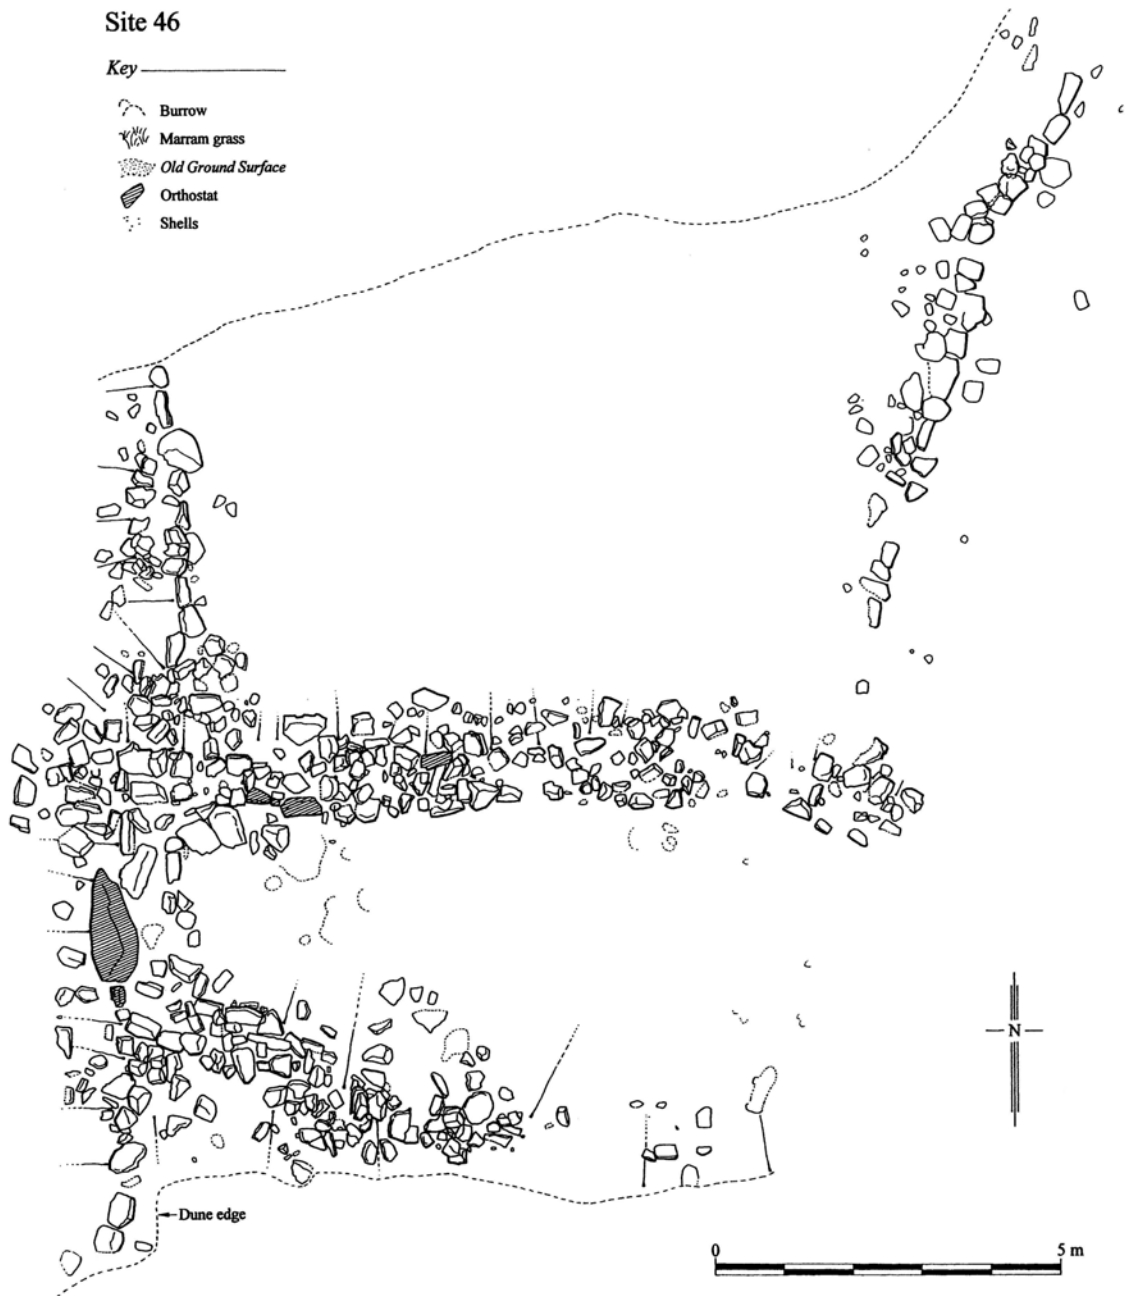 Site 46
Key
Burrow
Marram grass
Old Ground Surface
Orthostat
Shells
N
Dune edge
0 5 m